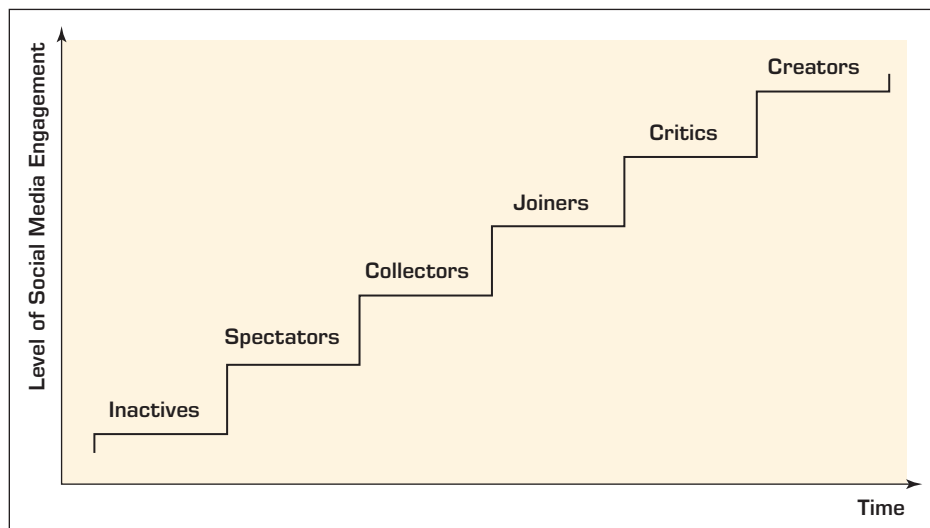 Level of Social Media Engagement
Creators
Critics
Joiners
Collectors
Spectators
Inactives
Time